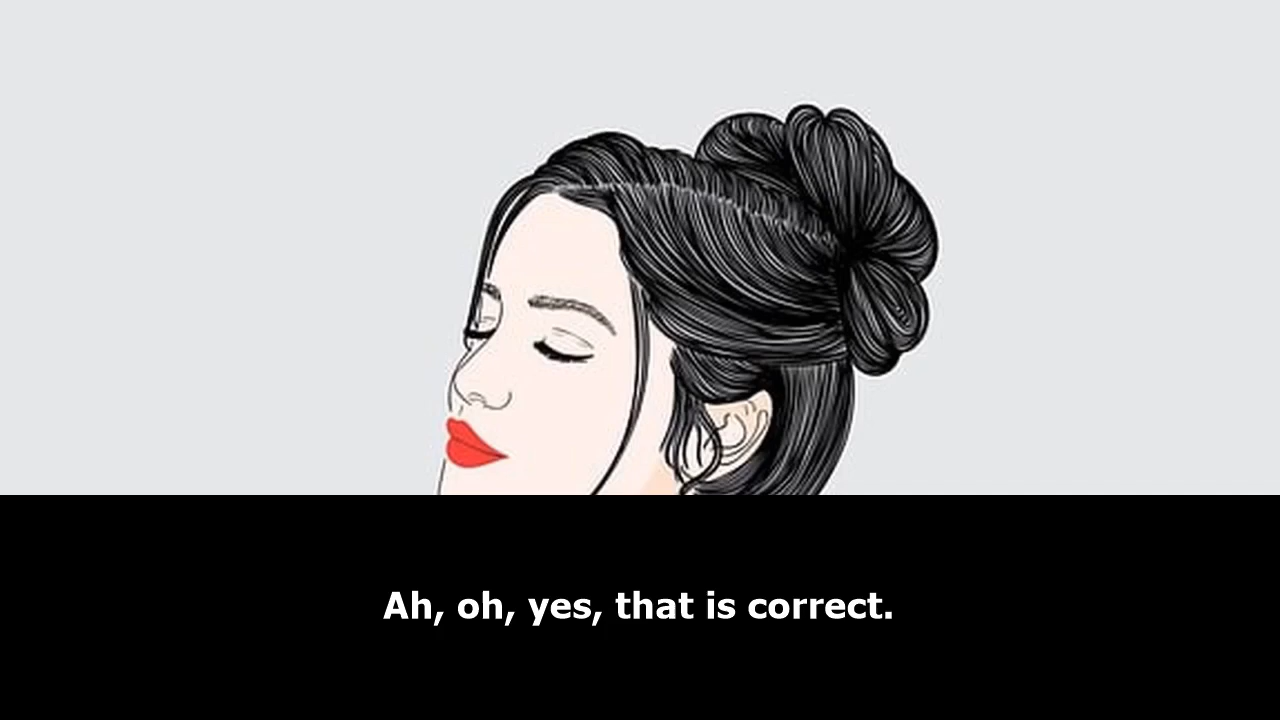 Ah, oh, yes, that is correct.